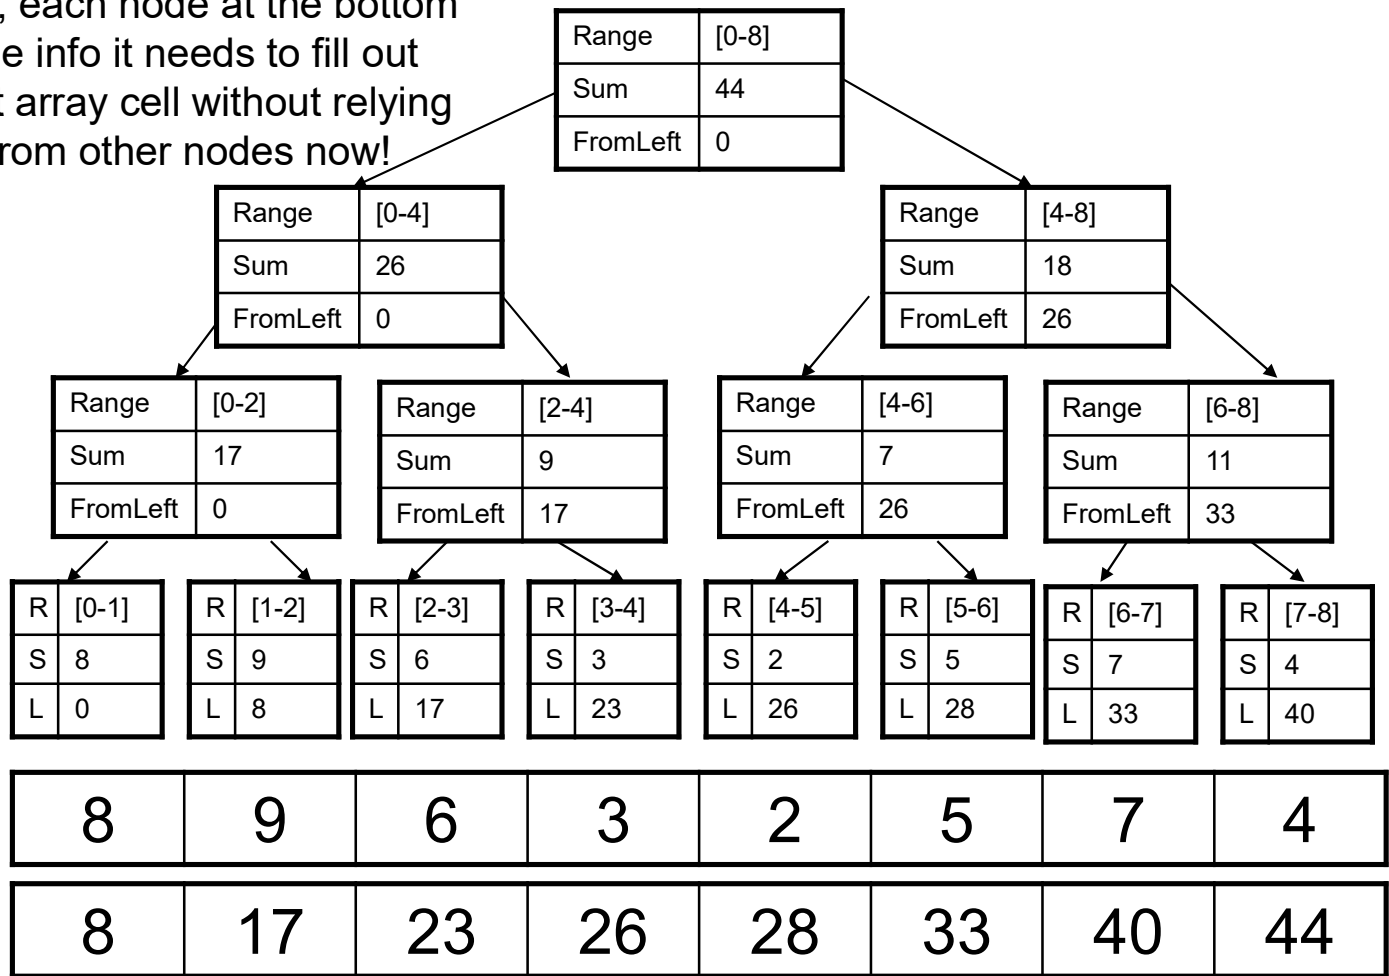 , each node at the bottom
e info it needs to fill out
t array cell without relying
from other nodes now!
Range [0-8]
Sum 44
FromLeft 0
Range [0-4]
Sum 26
FromLeft 0
Range [4-8]
Sum 18
FromLeft 26
Range [0-2]
Sum 17
FromLeft 0
Range [2-4]
Sum 9
FromLeft 17
Range [4-6]
Sum 7
FromLeft 26
Range [6-8]
Sum 11
FromLeft 33
R [0-1]
S 8
L 0
R [1-2]
S 9
L 8
R [2-3]
S 6
L 17
R [3-4]
S 3
L 23
R [4-5]
S 2
L 26
R [5-6]
S 5
L 28
R [6-7]
S 7
L 33
R [7-8]
S 4
L 40
8 9 6 3 2 5 7 4
8 17 23 26 28 33 40 44